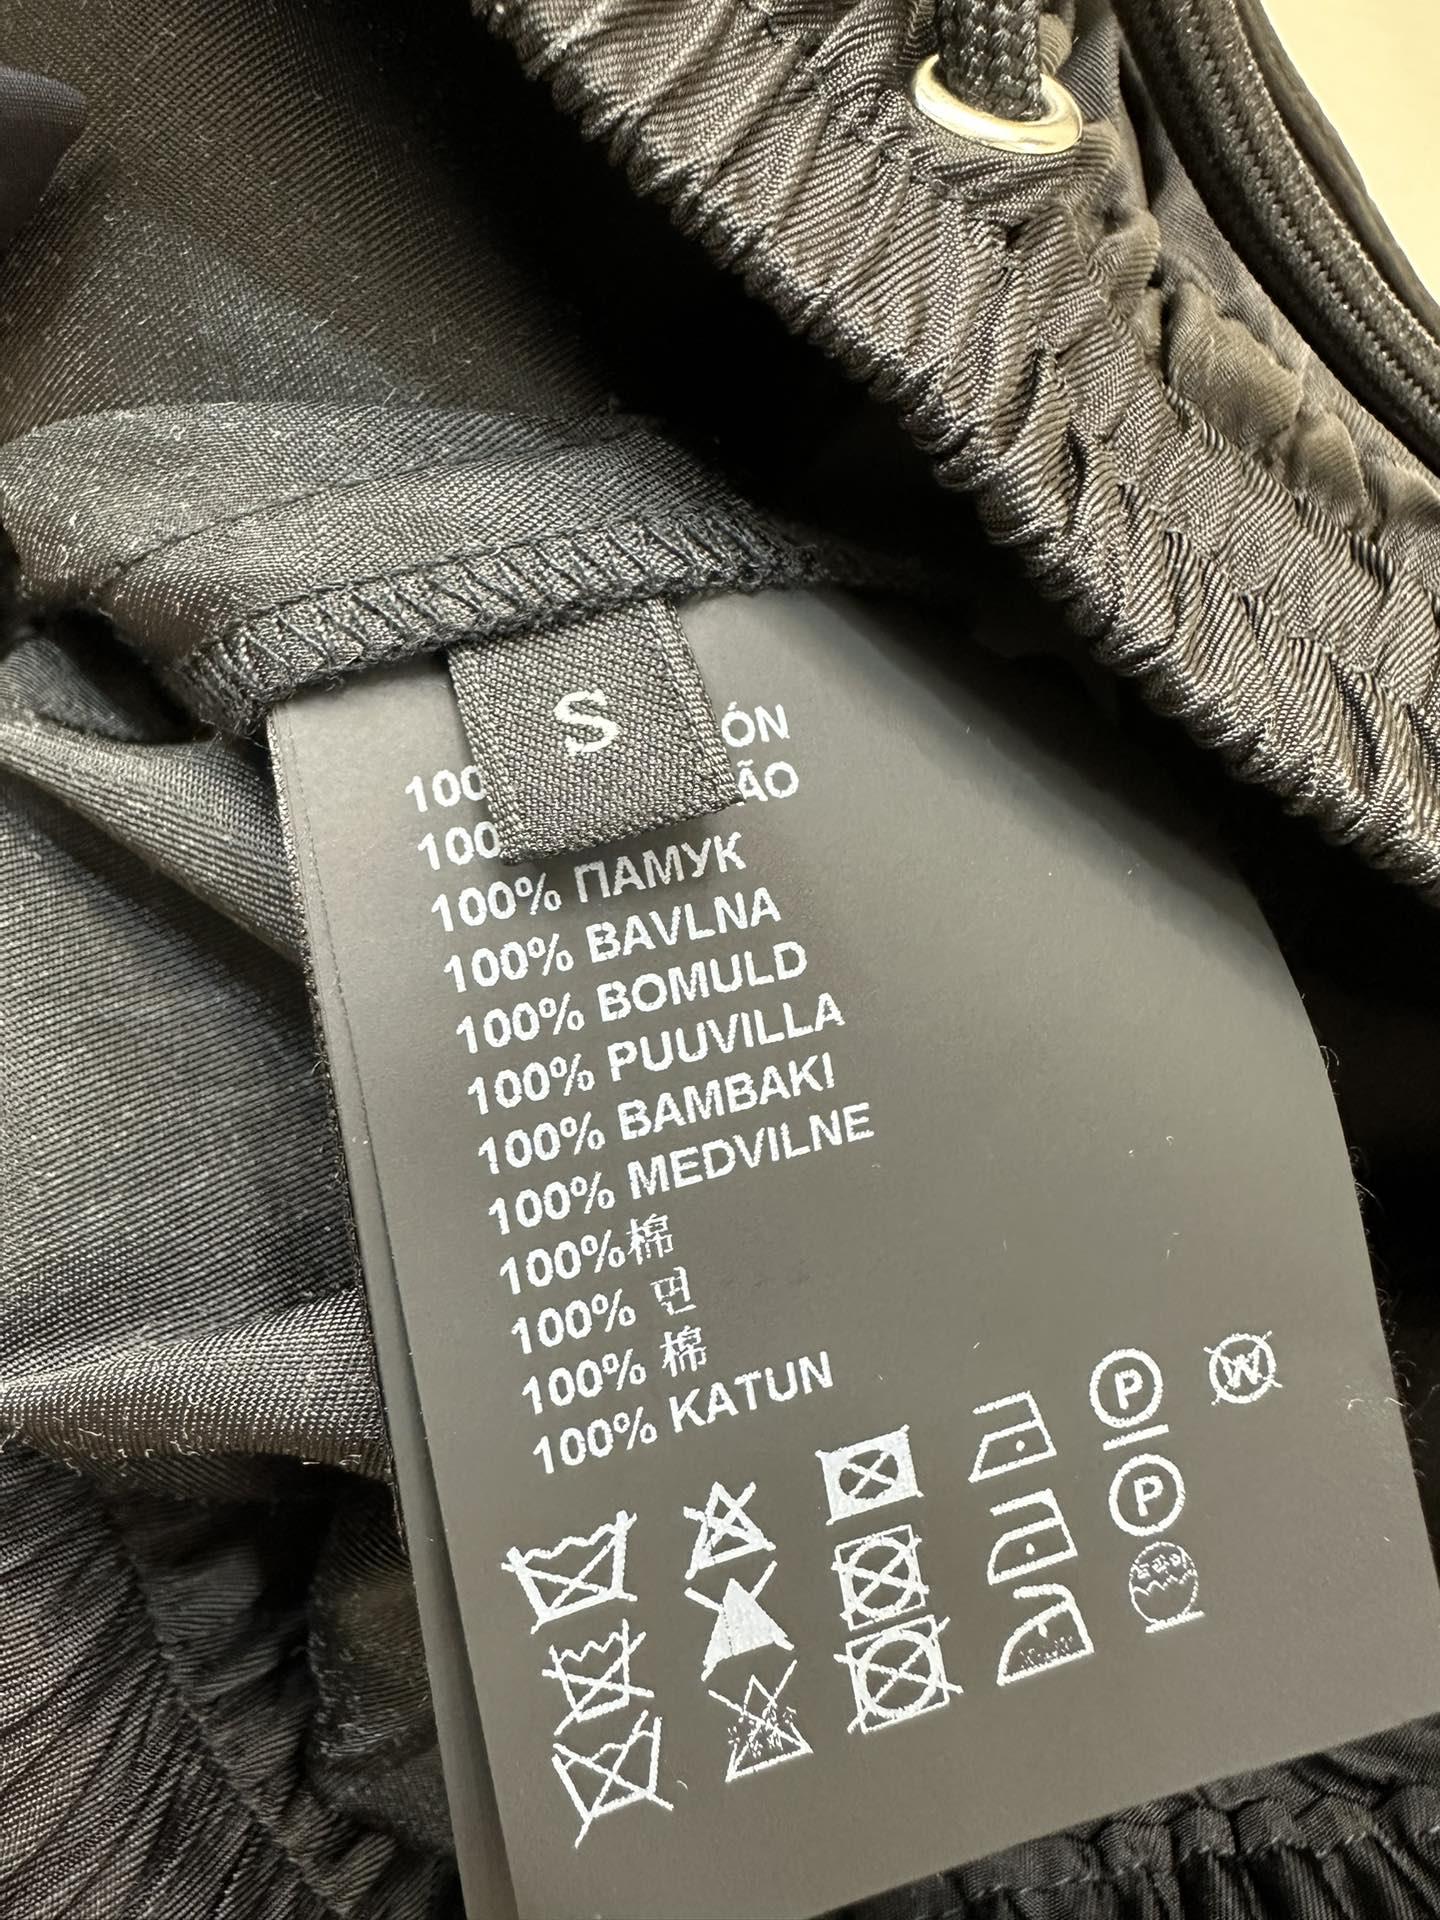 S
ÓN
100
ÃO
100
100% ПАМУК
100% BAVLNA
100% BOMULD
100% PUUVILLA
100% BAMBAKI
100% MEDVILNE
100%棉
100% 면
100% 棉
100% KATUN
P
W
P